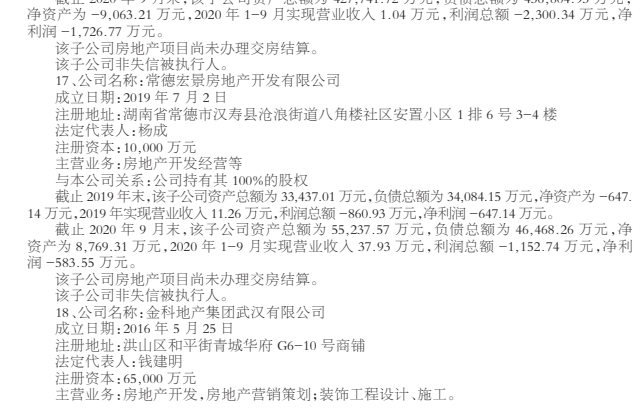 净资产为 -9,063.21 万元,2020 年 1-9 月实现营业收入 1.04 万元,利润总额 -2,300.34 万元,净
利润 -1,726.77 万元。
该子公司房地产项目尚未办理交房结算。
该子公司非失信被执行人。
17、公司名称:常德宏景房地产开发有限公司
成立日期:2019 年 7 月 2 日
注册地址:湖南省常德市汉寿县沧浪街道八角楼社区安置小区 1 排 6 号 3-4 楼
法定代表人:杨成
注册资本:10,000 万元
主营业务:房地产开发经营等
与本公司关系:公司持有其 100%的股权
截止 2019 年末,该子公司资产总额为 33,437.01 万元,负债总额为 34,084.15 万元,净资产为 -647.
14 万元,2019 年实现营业收入 11.26 万元,利润总额 -860.93 万元,净利润 -647.14 万元。
截止 2020 年 9 月末,该子公司资产总额为 55,237.57 万元,负债总额为 46,468.26 万元,净
资产为 8,769.31 万元,2020 年 1-9 月实现营业收入 37.93 万元,利润总额 -1,152.74 万元,净利
润 -583.55 万元。
该子公司房地产项目尚未办理交房结算。
该子公司非失信被执行人。
18、公司名称:金科地产集团武汉有限公司
成立日期:2016 年 5 月 25 日
注册地址:洪山区和平街青城华府 G6-10 号商铺
法定代表人:钱建明
注册资本:65,000 万元
主营业务:房地产开发,房地产营销策划;装饰工程设计、施工。